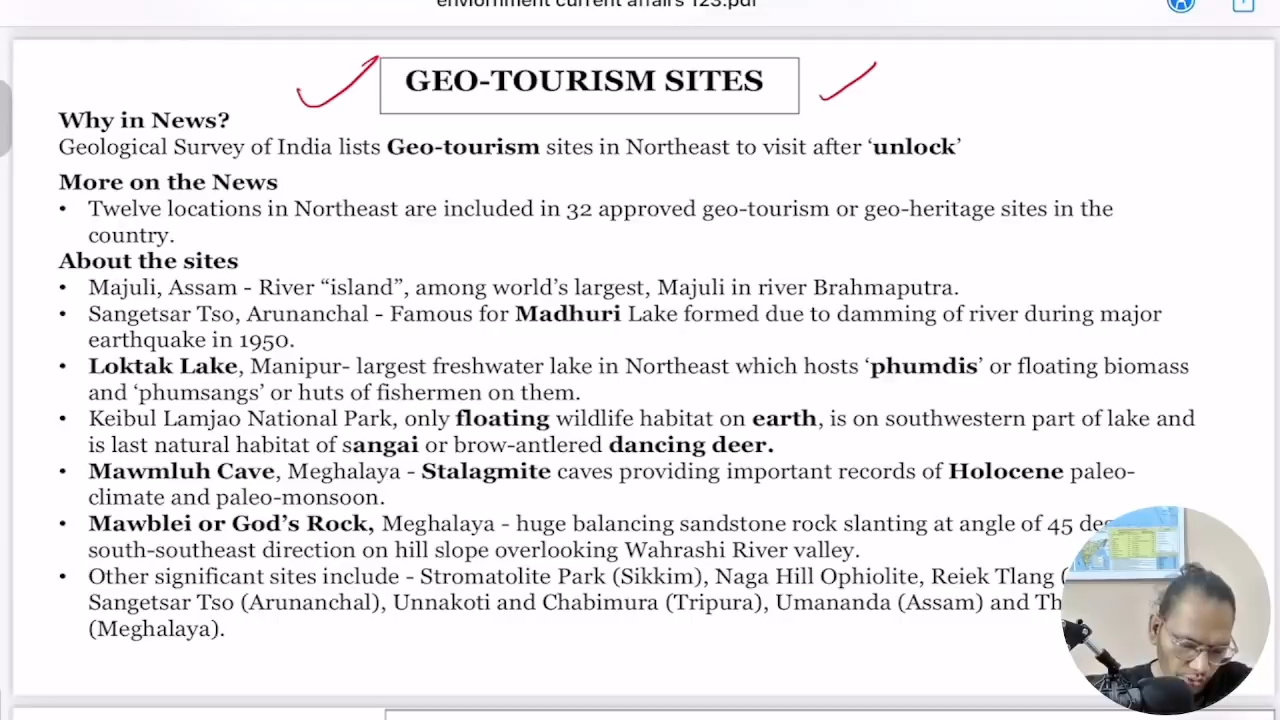 enviornment current affairs 123.pdf
GEO-TOURISM SITES
Why in News?
Geological Survey of India lists Geo-tourism sites in Northeast to visit after ‘unlock’
More on the News
• Twelve locations in Northeast are included in 32 approved geo-tourism or geo-heritage sites in the
country.
About the sites
• Majuli, Assam - River “island”, among world’s largest, Majuli in river Brahmaputra.
• Sangetsar Tso, Arunanchal - Famous for Madhuri Lake formed due to damming of river during major
earthquake in 1950.
• Loktak Lake, Manipur- largest freshwater lake in Northeast which hosts ‘phumdis’ or floating biomass
and ‘phumsangs’ or huts of fishermen on them.
• Keibul Lamjao National Park, only floating wildlife habitat on earth, is on southwestern part of lake and
is last natural habitat of sangai or brow-antlered dancing deer.
• Mawmluh Cave, Meghalaya - Stalagmite caves providing important records of Holocene paleo-
climate and paleo-monsoon.
• Mawblei or God’s Rock, Meghalaya - huge balancing sandstone rock slanting at angle of 45
south-southeast direction on hill slope overlooking Wahrashi River valley.
• Other significant sites include - Stromatolite Park (Sikkim), Naga Hill Ophiolite, Reiek Tlang
Sangetsar Tso (Arunanchal), Unnakoti and Chabimura (Tripura), Umananda (Assam) and
(Meghalaya).